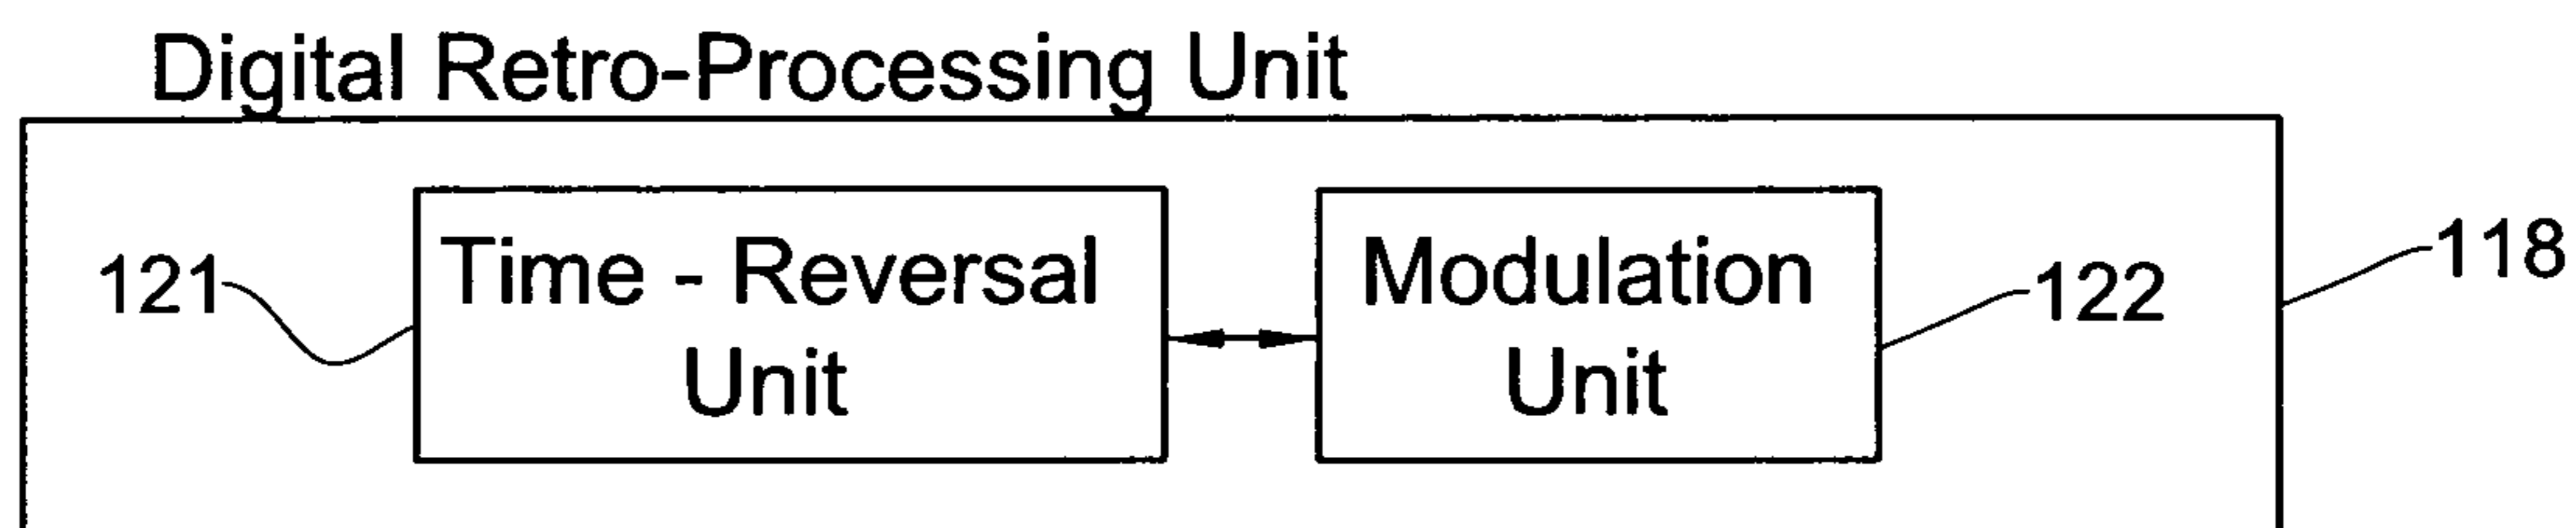 Digital Retro-Processing Unit
121
Time - Reversal
Unit
Modulation
Unit
122
118